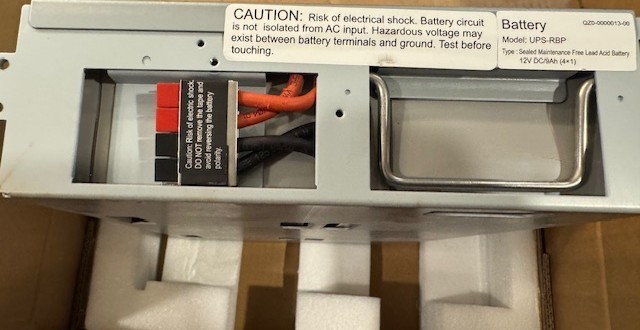 CAUTION: Risk of electrical shock. Battery circuit
is not isolated from AC input. Hazardous voltage may
exist between battery terminals and ground. Test before
touching.
Battery
QZ0-0000013-00
Model: UPS-RBP
Type : Sealed Maintenance Free Lead Acid Battery
12V DC/9Ah (4×1)
Caution: Risk of electric shock,
DO NOT remove the tape and
avoid reversing the battery
polarity.